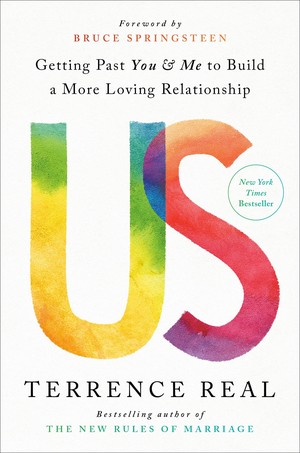 Foreword by
BRUCE SPRINGSTEEN
Getting Past You & Me to Build
a More Loving Relationship
US
New York
Times
Bestseller
TERRENCE REAL
Bestselling author of
THE NEW RULES OF MARRIAGE